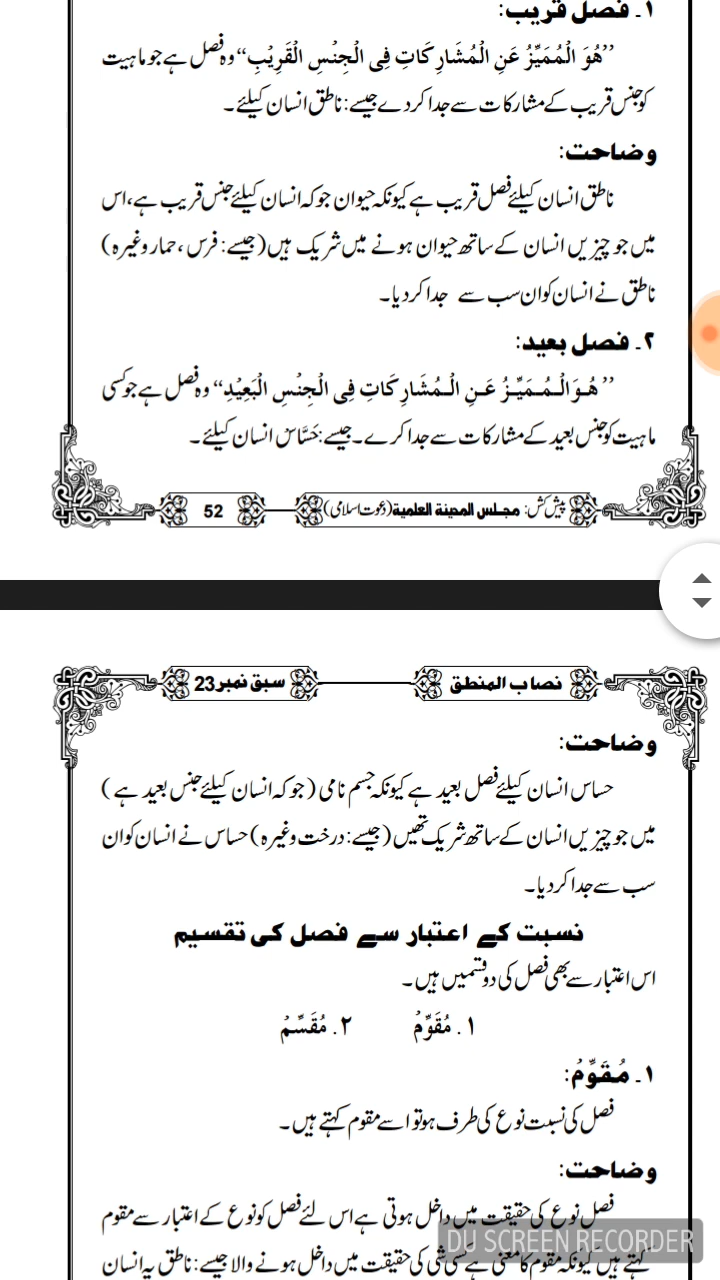 ۱۔ فصل قریب:
’’هُوَ الْمُمَيِّزُ عَنِ الْمُشَارِكَاتِ فِى الْجِنْسِ الْقَرِيْبِ‘‘ وہ فصل ہے جو ماہیت
کو جنس قریب کے مشارکات سے جدا کردے جیسے: ناطق انسان کیلئے۔
وضاحت:
ناطق انسان کیلئے فصل قریب ہے کیونکہ حیوان جو کہ انسان کیلئے جنس قریب ہے، اس
میں جو چیزیں انسان کے ساتھ حیوان ہونے میں شریک ہیں (جیسے: فرس، حمار وغیرہ)
ناطق نے انسان کو ان سب سے جدا کردیا۔
۲۔ فصل بعید:
’’هُوَ الْمُمَيِّزُ عَنِ الْمُشَارِكَاتِ فِى الْجِنْسِ الْبَعِيْدِ‘‘ وہ فصل ہے جو کسی
ماہیت کو جنس بعید کے مشارکات سے جدا کرے۔ جیسے: حَسَّاسْ انسان کیلئے۔
پیش کش: مجلس المدینۃ العلمیۃ (دعوت اسلامی)
52
نصاب المنطق
سبق نمبر 23
وضاحت:
حساس انسان کیلئے فصل بعید ہے کیونکہ جسم نامی (جو کہ انسان کیلئے جنس بعید ہے)
میں جو چیزیں انسان کے ساتھ شریک تھیں (جیسے: درخت وغیرہ) حساس نے انسان کو ان
سب سے جدا کردیا۔
نسبت کے اعتبار سے فصل کی تقسیم
اس اعتبار سے بھی فصل کی دو قسمیں ہیں۔
۱. مُقَوِّمْ ۲. مُقَسِّمْ
۱۔ مُقَوِّمْ:
فصل کی نسبت نوع کی طرف ہو تو اسے مقوم کہتے ہیں۔
وضاحت:
فصل نوع کی حقیقت میں داخل ہوتی ہے اس لئے فصل کو نوع کے اعتبار سے مقوم
کہتے ہیں کیونکہ مقوم کا معنی ہے کسی شی کی حقیقت میں داخل ہونے والا جیسے: ناطق یہ انسان
DU SCREEN RECORDER